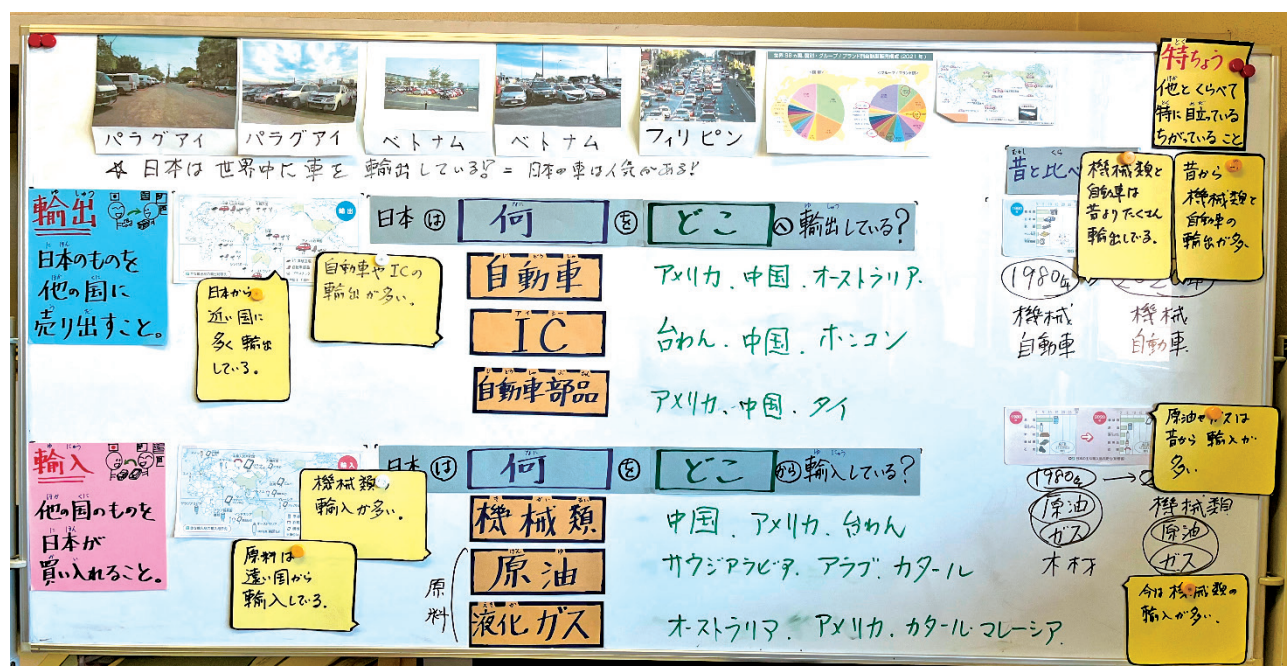 パラグアイ
パラグアイ
ベトナム
ベトナム
フィリピン
特ちょう
他とくらべて
特に目立っている
ちがっていること
☆日本は世界中に車を輸出している!? = 日本の車は人気がある!
輸出
日本のものを
他の国に
売り出すこと。
輸出
日本から
近い国に
多く輸出
している。
自動車やICの
輸出が多い。
日本は 何 を どこ へ輸出している?
自動車
アメリカ、中国、オーストラリア.
IC
台わん、中国、ホンコン
自動車部品
アメリカ、中国、タイ
昔と比べ
機械類と
自動車は
昔よりたくさん
輸出してる。
昔から
機械類と
自動車の
輸出が多い
1980年
機械
自動車
機械
自動車
輸入
他の国のものを
日本が
買い入れること。
機械類
輸入が多い.
原料は
遠い国から
輸入している.
日本は 何 を どこ から輸入している?
機械類
中国、アメリカ、台わん
原料
原油
サウジアラビア、アラブ、カタール
液化ガス
オーストラリア、アメリカ、カタール・マレーシア.
原油やガスは
昔から輸入が
多い.
1980年→2
原油
ガス
木材
機械類
原油
ガス
今は機械類の
輸入が多い.